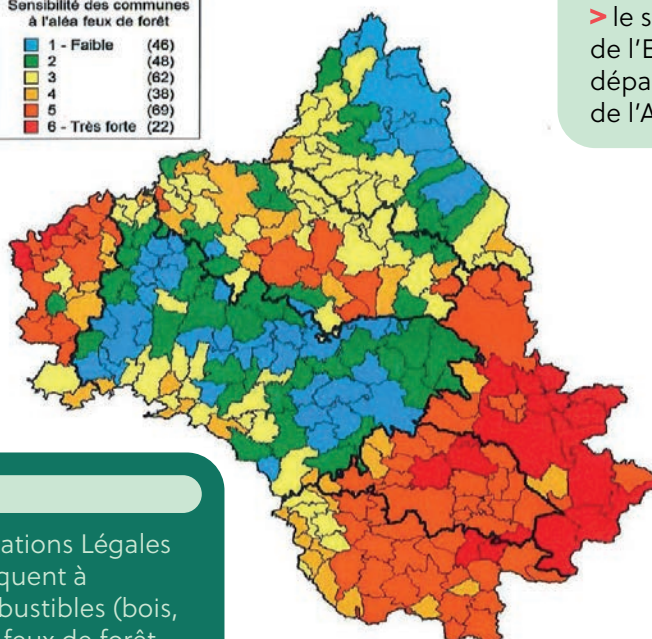 Sensibilité des communes
à l'aléa feux de forêt
1 - Faible (46)
2 (48)
3 (62)
4 (38)
5 (69)
6 - Très forte (22)
> le s
de l'E
dépa
de l'A
ations Légales
quent à
bustibles (bois,
feux de forêt